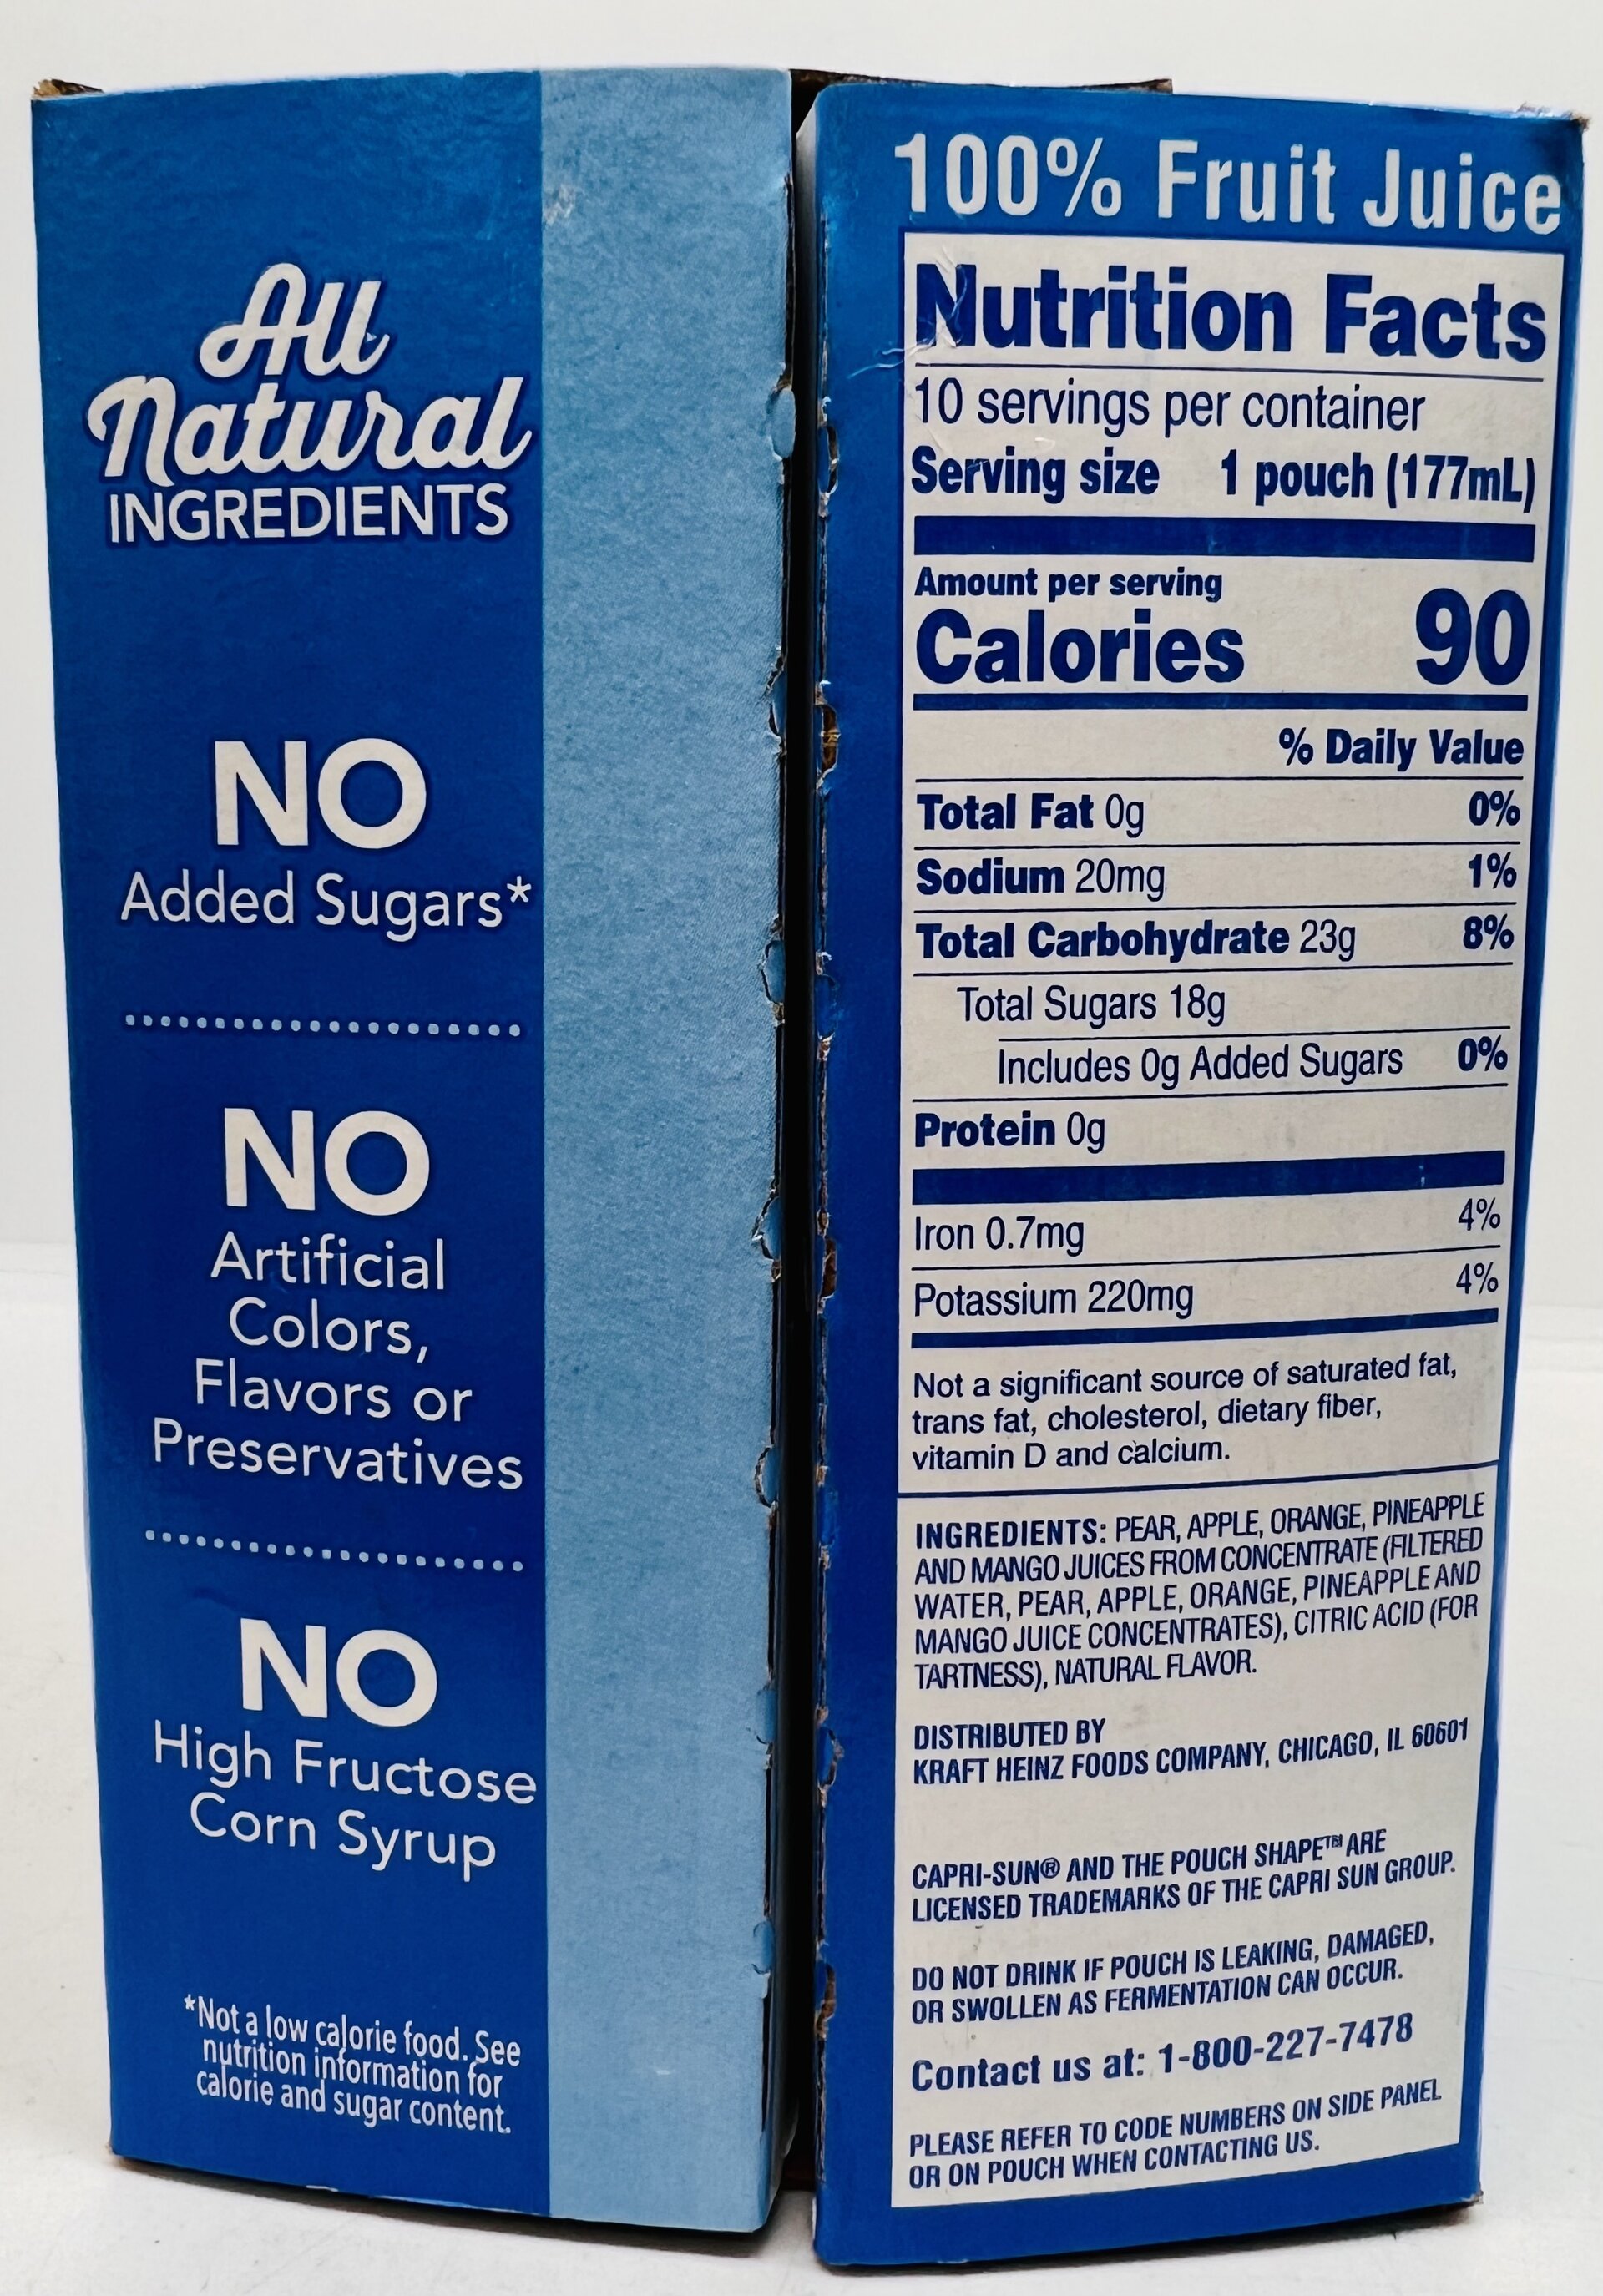 All
Natural
INGREDIENTS
NO
Added Sugars*
NO
Artificial
Colors,
Flavors or
Preservatives
NO
High Fructose
Corn Syrup
*Not a low calorie food. See
nutrition information for
calorie and sugar content.
100% Fruit Juice
Nutrition Facts
10 servings per container
Serving size 1 pouch (177mL)
Amount per serving
Calories 90
% Daily Value
Total Fat 0g 0%
Sodium 20mg 1%
Total Carbohydrate 23g 8%
Total Sugars 18g
Includes 0g Added Sugars 0%
Protein 0g
Iron 0.7mg 4%
Potassium 220mg 4%
Not a significant source of saturated fat,
trans fat, cholesterol, dietary fiber,
vitamin D and calcium.
INGREDIENTS: PEAR, APPLE, ORANGE, PINEAPPLE
AND MANGO JUICES FROM CONCENTRATE (FILTERED
WATER, PEAR, APPLE, ORANGE, PINEAPPLE AND
MANGO JUICE CONCENTRATES), CITRIC ACID (FOR
TARTNESS), NATURAL FLAVOR.
DISTRIBUTED BY
KRAFT HEINZ FOODS COMPANY, CHICAGO, IL 60601
CAPRI-SUN® AND THE POUCH SHAPE™ ARE
LICENSED TRADEMARKS OF THE CAPRI SUN GROUP.
DO NOT DRINK IF POUCH IS LEAKING, DAMAGED,
OR SWOLLEN AS FERMENTATION CAN OCCUR.
Contact us at: 1-800-227-7478
PLEASE REFER TO CODE NUMBERS ON SIDE PANEL
OR ON POUCH WHEN CONTACTING US.